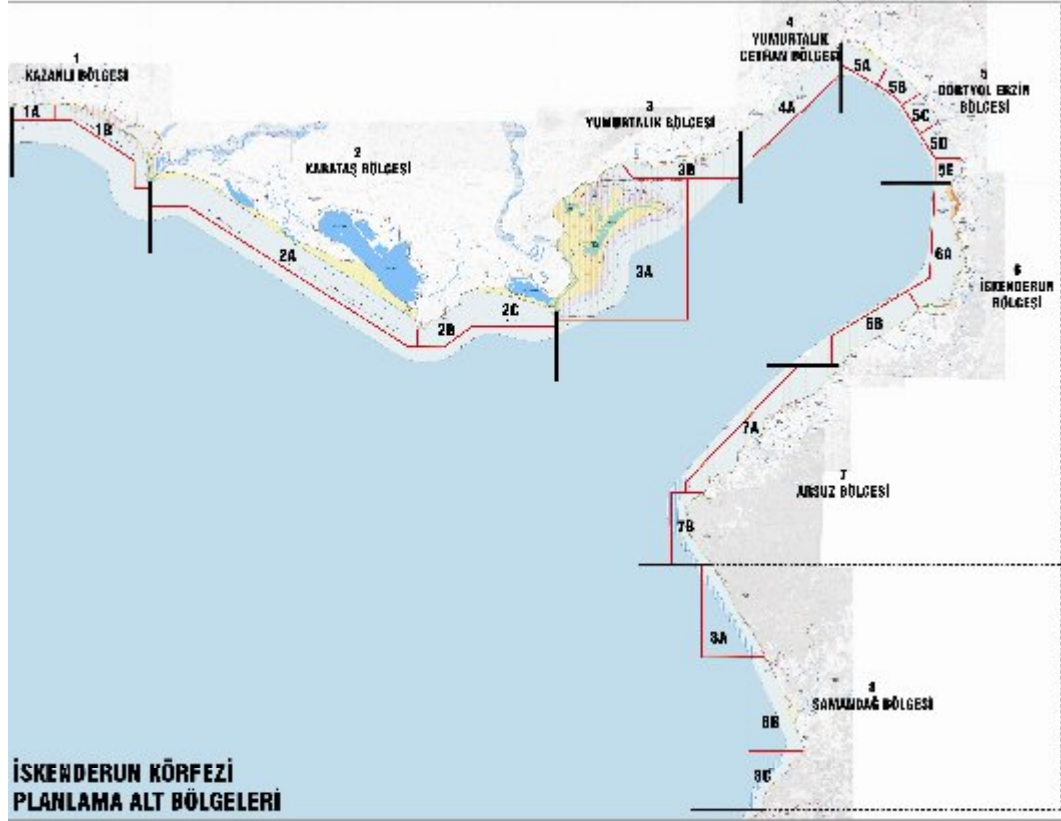 1
KAZANLI BÖLGESİ
1A
1B
2
KARATAŞ BÖLGESİ
2A
2B
2C
3
YUMURTALIK BÖLGESİ
3B
3A
4
YUMURTALIK
CEYHAN BÖLGESİ
4A
5A
5B
5C
5D
5E
5
DÖRTYOL ERZİN
BÖLGESİ
6A
6B
6
İSKENDERUN
BÖLGESİ
7A
7B
7
ARSUZ BÖLGESİ
8A
8B
8C
8
SAMANDAĞ BÖLGESİ
İSKENDERUN KÖRFEZİ
PLANLAMA ALT BÖLGELERİ